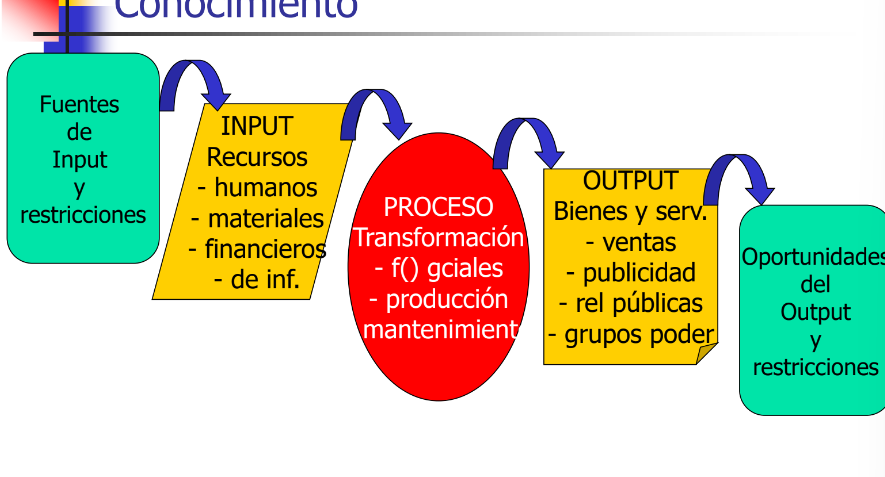 Conocimiento
Fuentes
de
Input
y
restricciones
INPUT
Recursos
- humanos
- materiales
- financieros
- de inf.
PROCESO
Transformación
- f() gciales
- producción
mantenimient
OUTPUT
Bienes y serv.
- ventas
- publicidad
- rel públicas
- grupos poder
Oportunidades
del
Output
y
restricciones